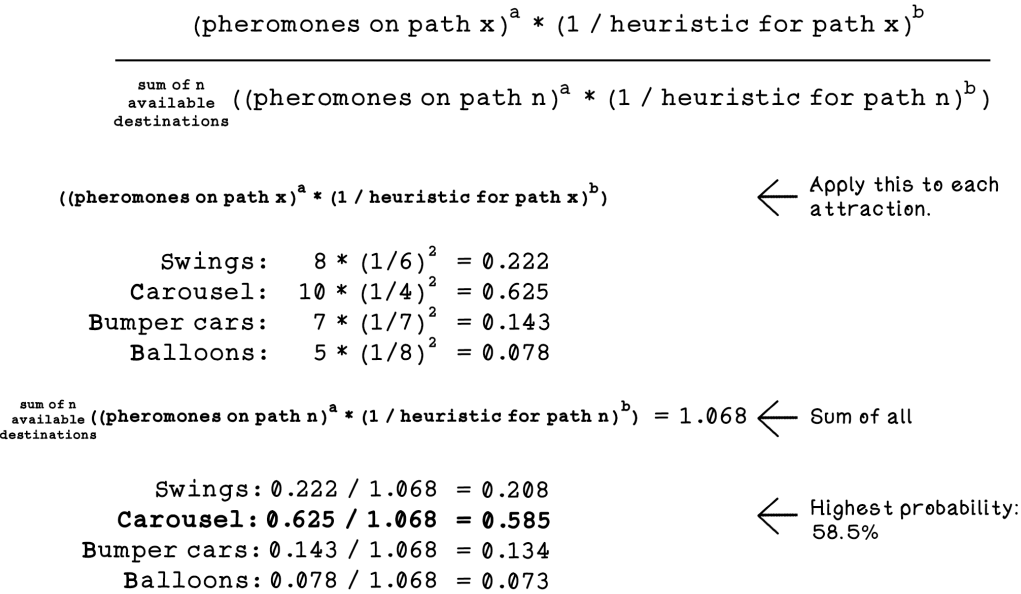 (pheromones on path x)^a * (1 / heuristic for path x)^b
sum of n
available
destinations
((pheromones on path n)^a * (1 / heuristic for path n)^b)
((pheromones on path x)^a * (1 / heuristic for path x)^b)
Apply this to each
attraction.
Swings: 8 * (1/6)^2 = 0.222
Carousel: 10 * (1/4)^2 = 0.625
Bumper cars: 7 * (1/7)^2 = 0.143
Balloons: 5 * (1/8)^2 = 0.078
sum of n
available
destinations
((pheromones on path n)^a * (1 / heuristic for path n)^b) = 1.068
Sum of all
Swings: 0.222 / 1.068 = 0.208
Carousel: 0.625 / 1.068 = 0.585
Bumper cars: 0.143 / 1.068 = 0.134
Balloons: 0.078 / 1.068 = 0.073
Highest probability:
58.5%